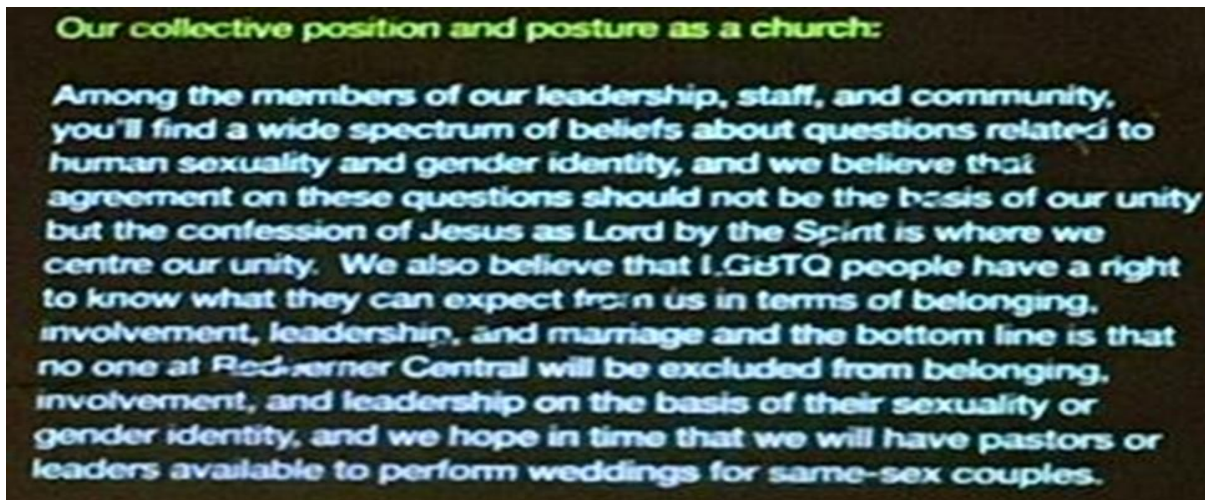 Our collective position and posture as a church:
Among the members of our leadership, staff, and community,
you'll find a wide spectrum of beliefs about questions related to
human sexuality and gender identity, and we believe that
agreement on these questions should not be the basis of our unity
but the confession of Jesus as Lord by the Spirit is where we
centre our unity. We also believe that LGBTQ people have a right
to know what they can expect from us in terms of belonging,
involvement, leadership, and marriage and the bottom line is that
no one at Redeemer Central will be excluded from belonging,
involvement, and leadership on the basis of their sexuality or
gender identity, and we hope in time that we will have pastors or
leaders available to perform weddings for same-sex couples.